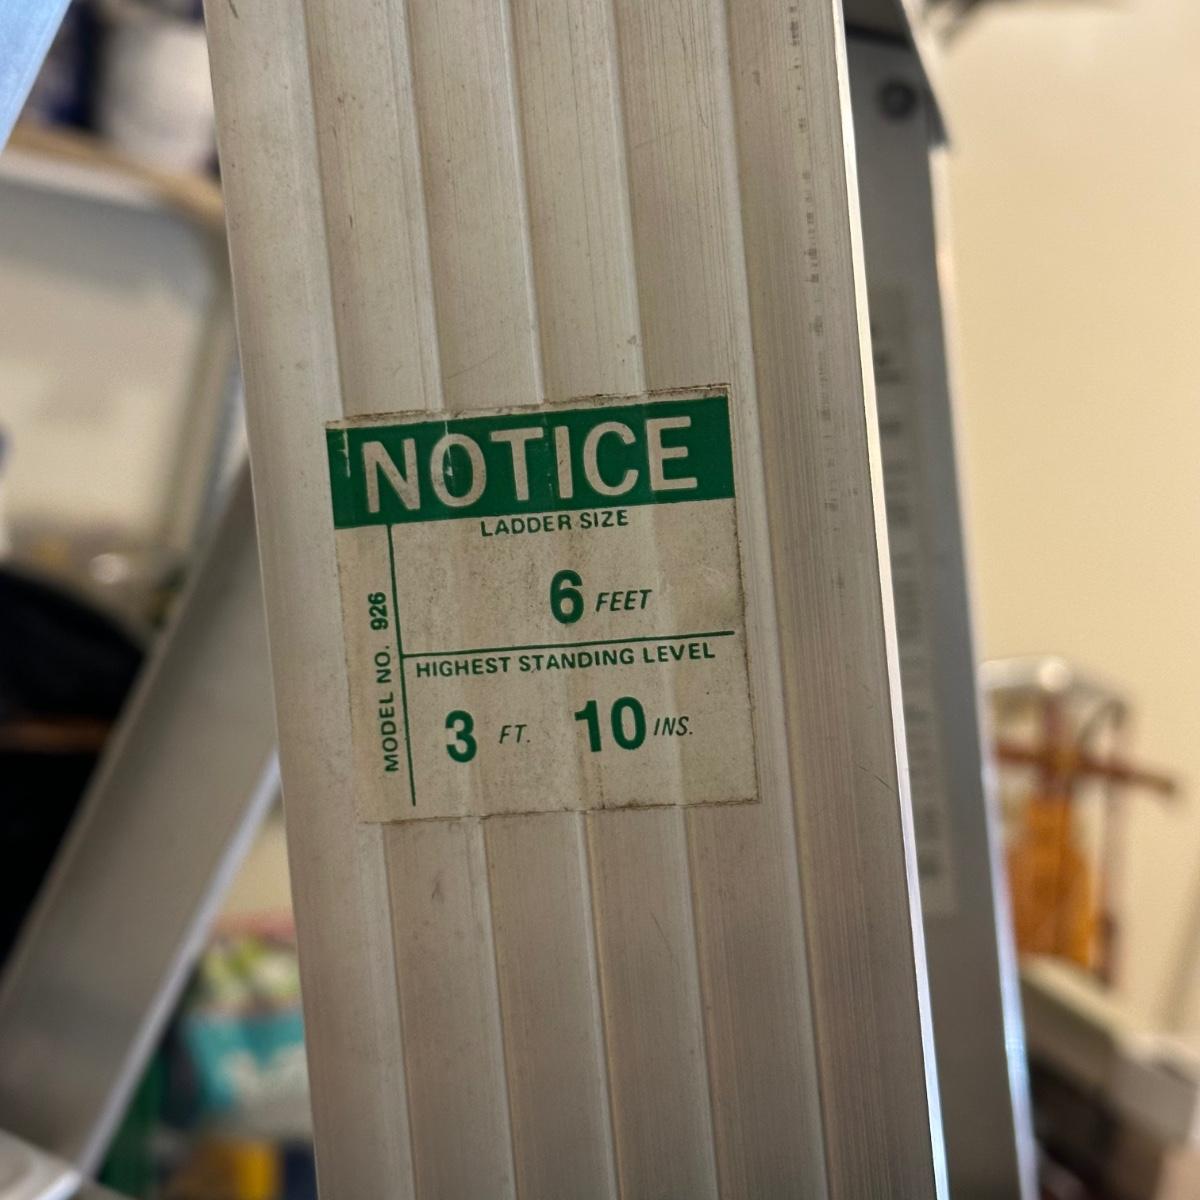 NOTICE
LADDER SIZE
6 FEET
HIGHEST STANDING LEVEL
3 FT. 10 INS.
MODEL NO. 926